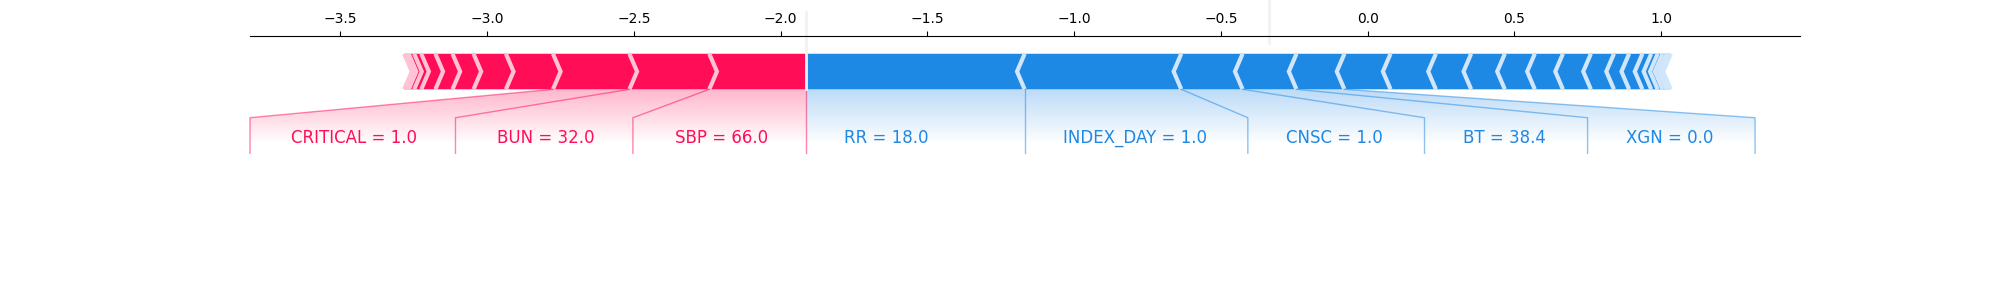 −3.5 −3.0 −2.5 −2.0 −1.5 −1.0 −0.5 0.0 0.5 1.0
CRITICAL = 1.0 BUN = 32.0 SBP = 66.0 RR = 18.0 INDEX_DAY = 1.0 CNSC = 1.0 BT = 38.4 XGN = 0.0